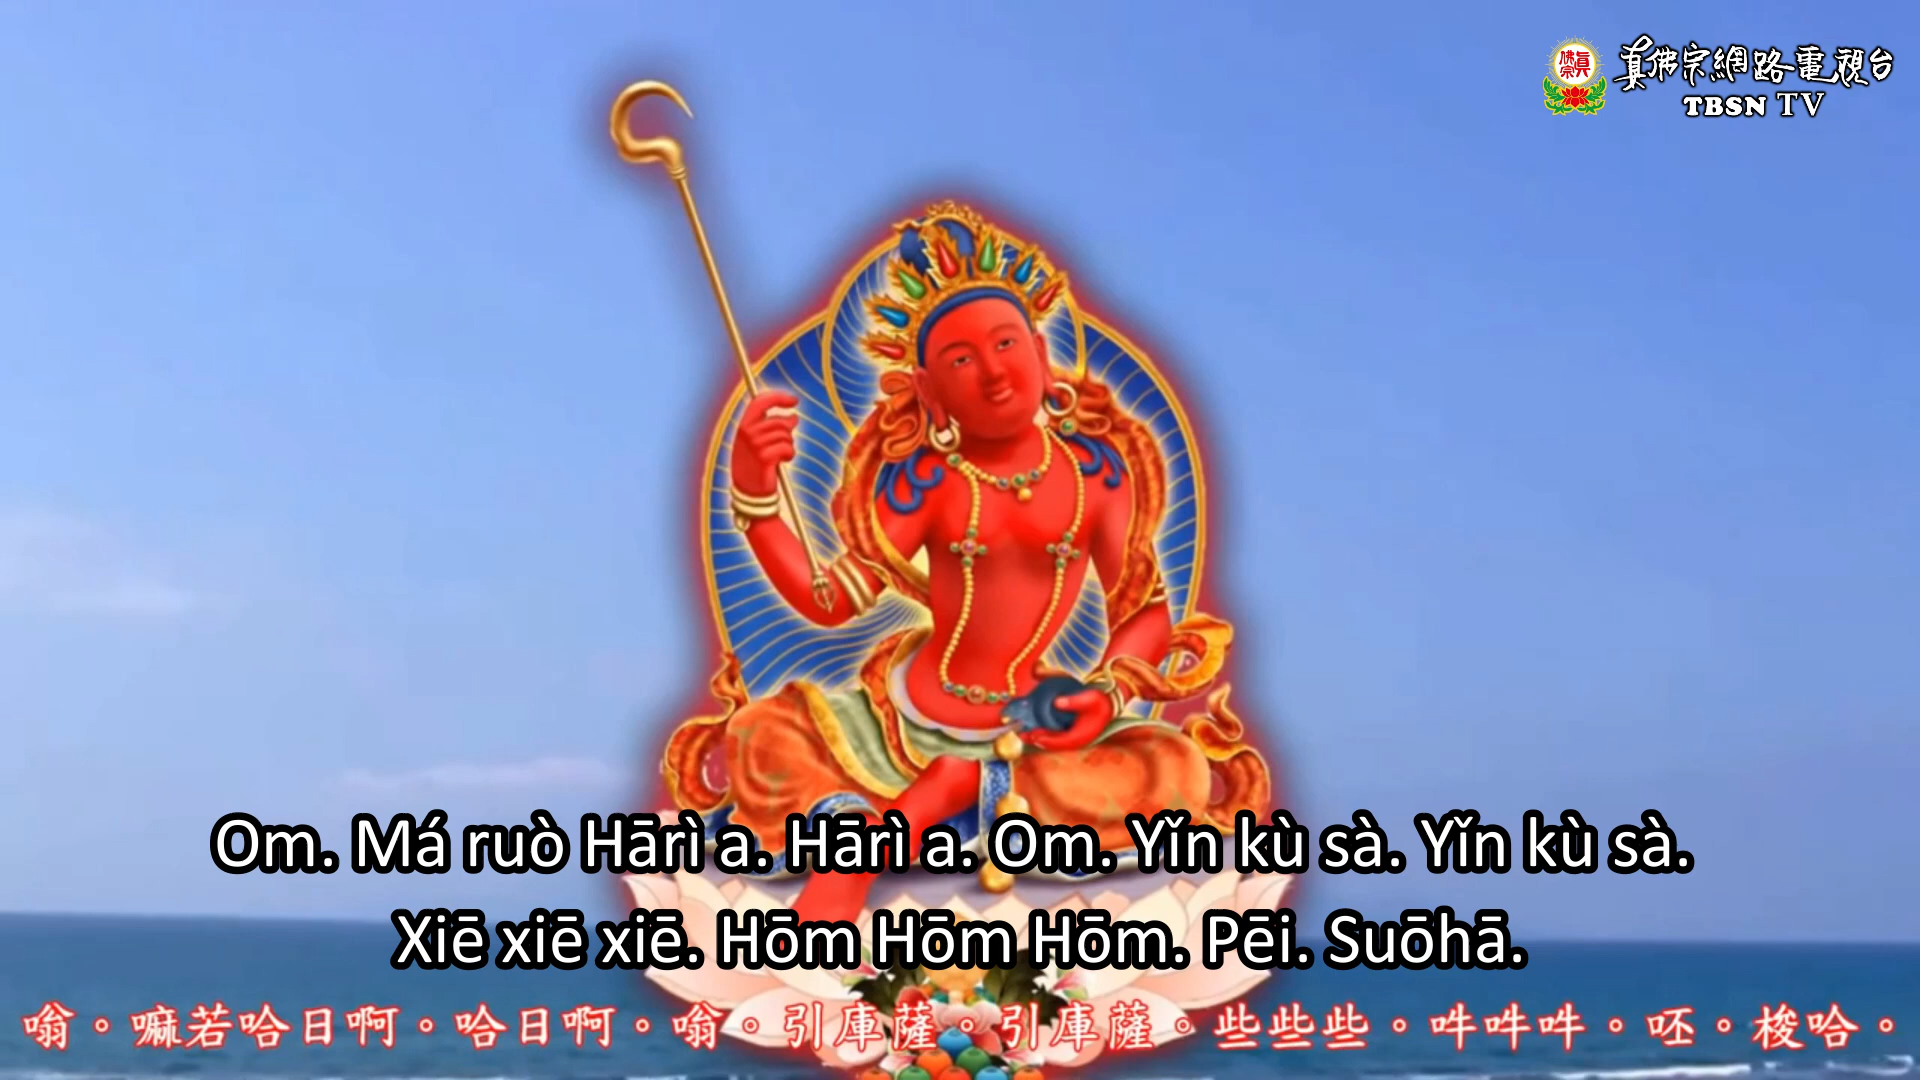 真佛宗網路電視台
TBSN TV
Om. Má ruò Hārì a. Hārì a. Om. Yǐn kù sà. Yǐn kù sà.
Xiē xiē xiē. Hōm Hōm Hōm. Pēi. Suōhā.
嗡。嘛若哈日啊。哈日啊。嗡。引庫薩。引庫薩。些些些。吽吽吽。呸。梭哈。